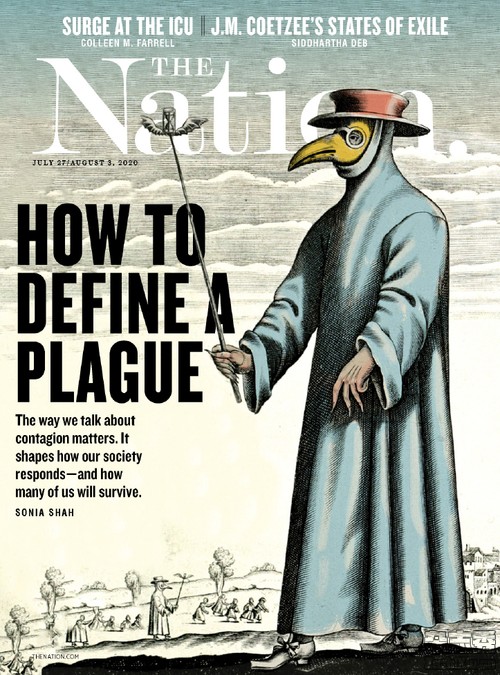 SURGE AT THE ICU
COLLEEN M. FARRELL
J.M. COETZEE'S STATES OF EXILE
SIDDHARTHA DEB
THE
Nation.
JULY 27/AUGUST 3, 2020
HOW TO
DEFINE A
PLAGUE
The way we talk about
contagion matters. It
shapes how our society
responds—and how
many of us will survive.
SONIA SHAH
THENATION.COM